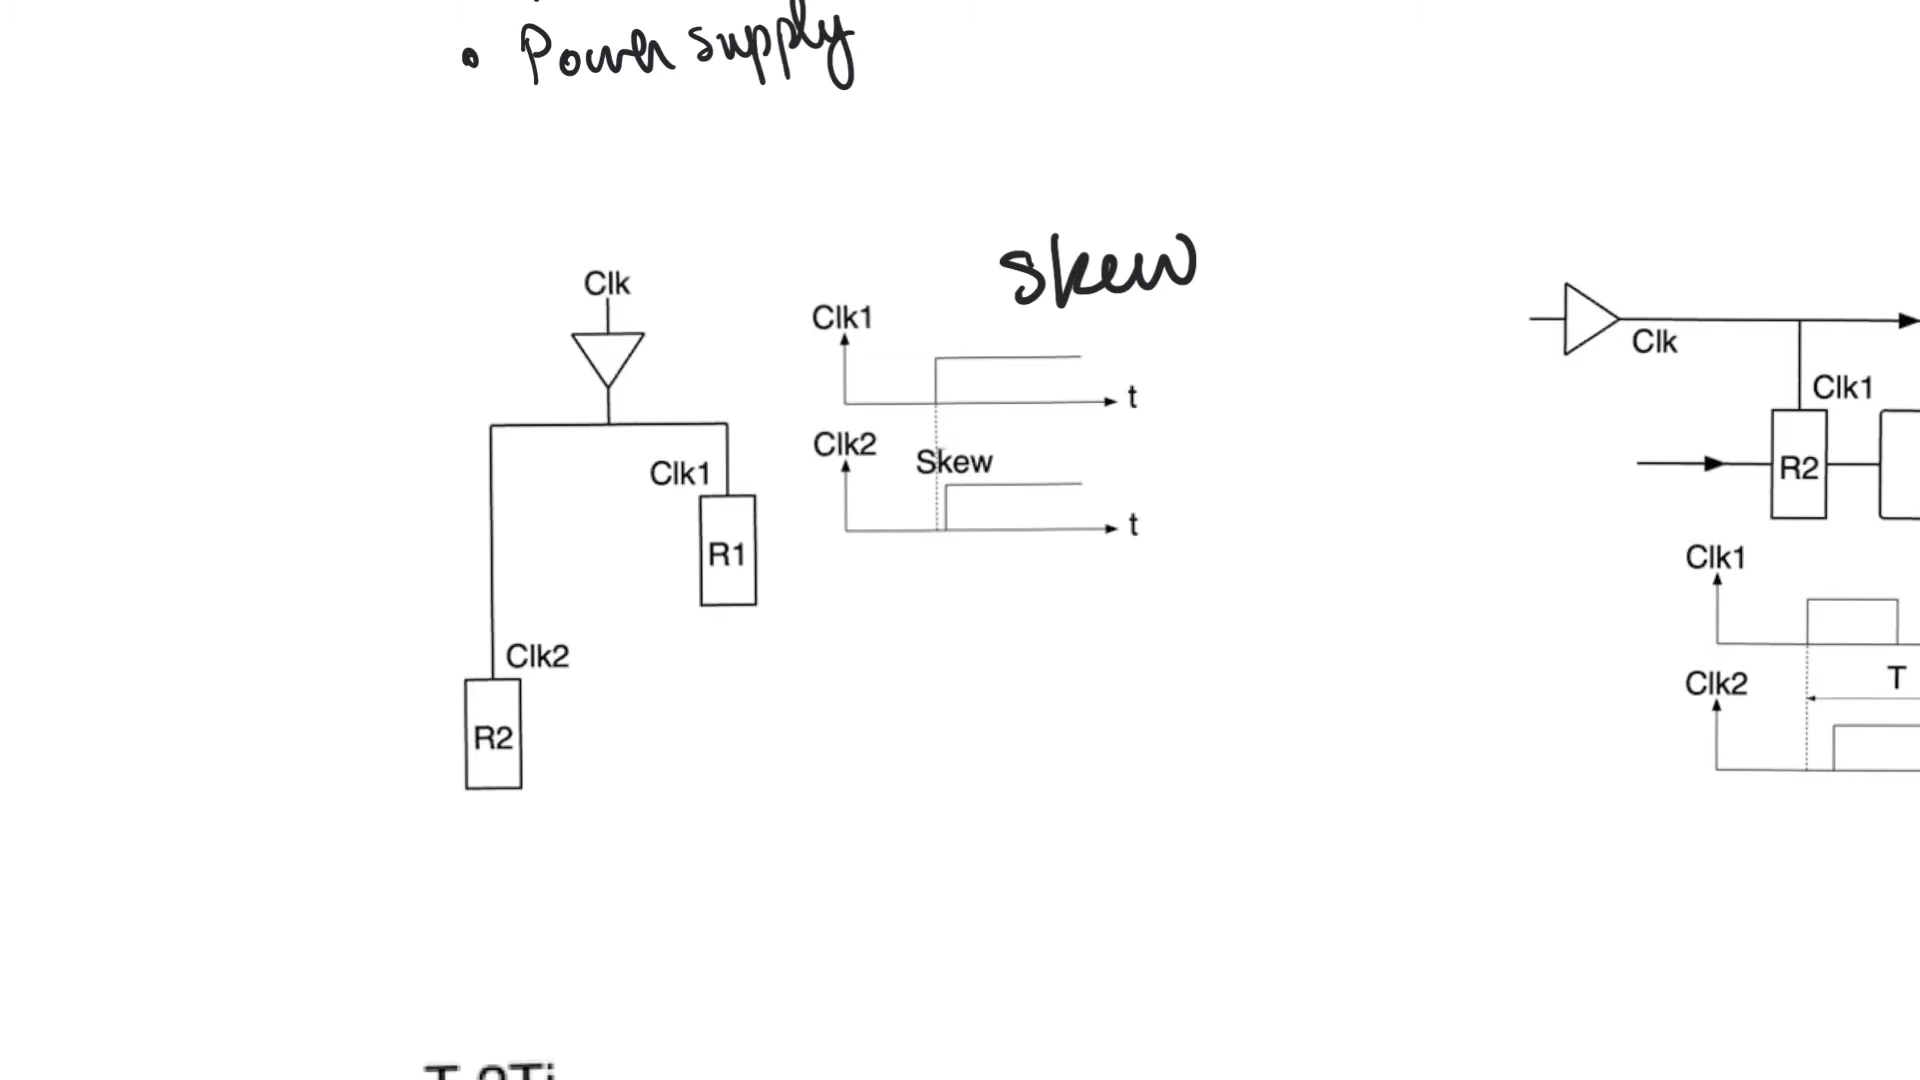 • Power supply
skew
Clk
Clk1
t
Clk2
Skew
t
Clk1
R1
Clk2
R2
Clk
Clk1
R2
Clk1
T
Clk2